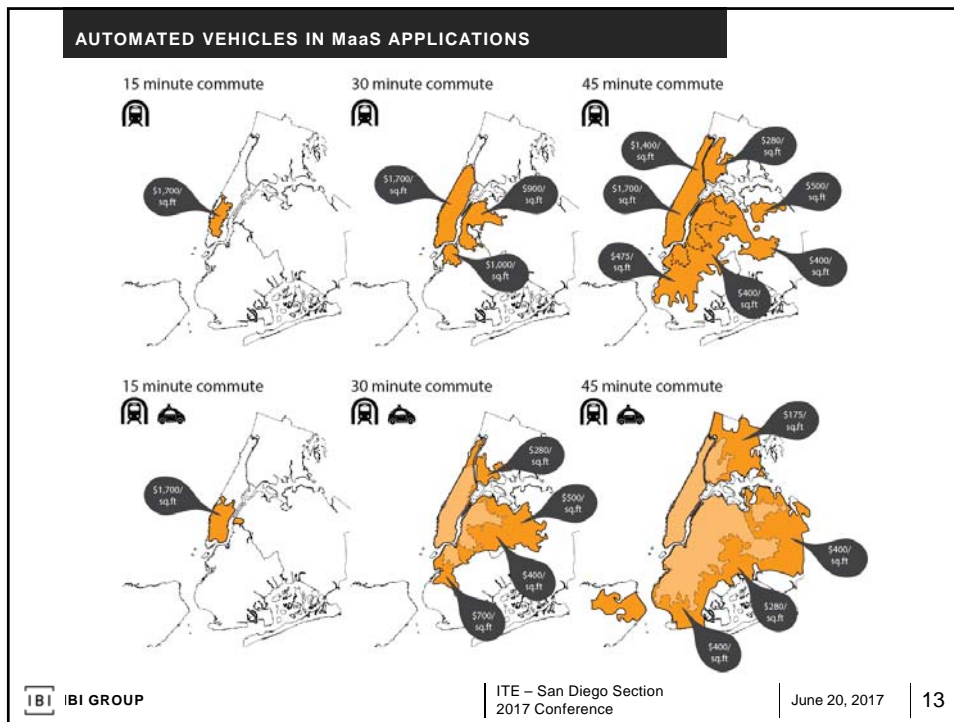 AUTOMATED VEHICLES IN MaaS APPLICATIONS
15 minute commute
$1,700/
sq.ft
30 minute commute
$1,700/
sq.ft
$900/
sq.ft
$1,000/
sq.ft
45 minute commute
$1,400/
sq.ft
$280/
sq.ft
$1,700/
sq.ft
$500/
sq.ft
$475/
sq.ft
$400/
sq.ft
$400/
sq.ft
15 minute commute
$1,700/
sq.ft
30 minute commute
$280/
sq.ft
$500/
sq.ft
$400/
sq.ft
$700/
sq.ft
45 minute commute
$175/
sq.ft
$400/
sq.ft
$280/
sq.ft
$400/
sq.ft
IBI
IBI GROUP
ITE – San Diego Section
2017 Conference
June 20, 2017
13